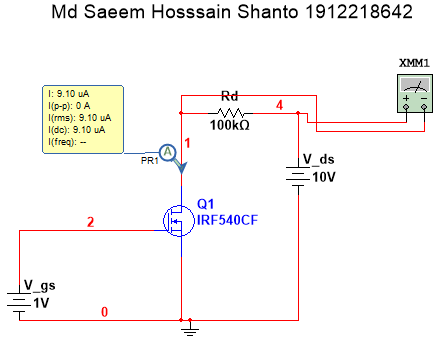 Md Saeem Hosssain Shanto 1912218642
XMM1
I: 9.10 uA
I(p-p): 0 A
I(rms): 9.10 uA
I(dc): 9.10 uA
I(freq): --
Rd
4
100kΩ
+ -
1
A
PR1
V_ds
10V
Q1
IRF540CF
2
V_gs
1V
0